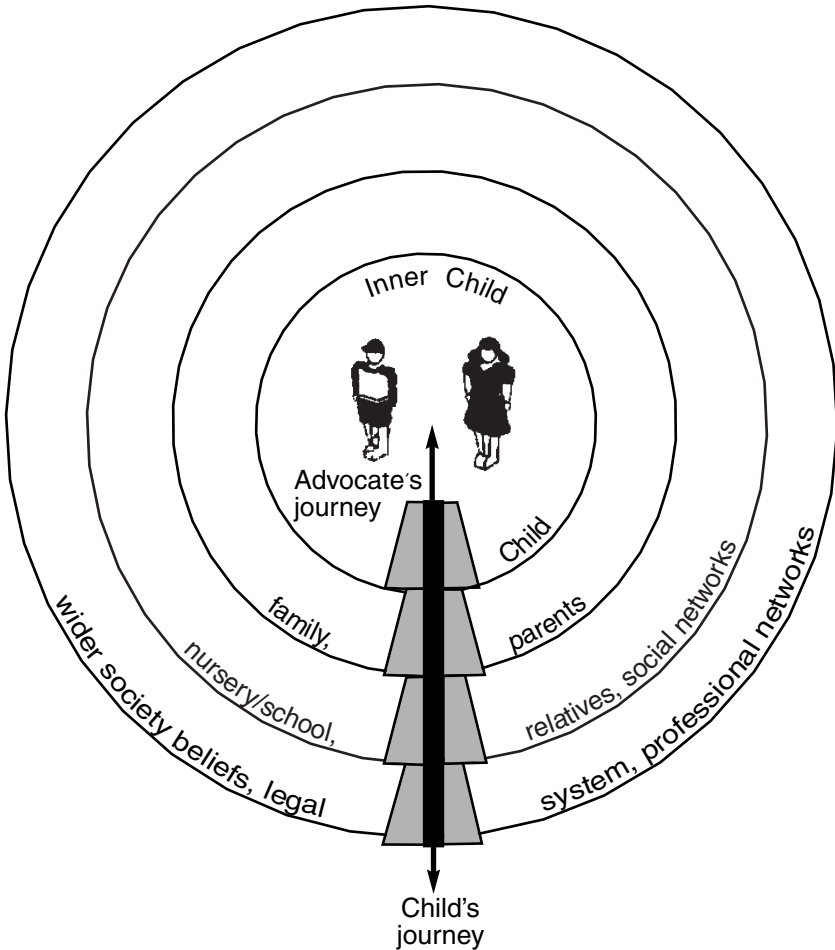 Inner Child
Advocate's
journey
Child
family, parents
nursery/school, relatives, social networks
wider society beliefs, legal system, professional networks
Child's
journey